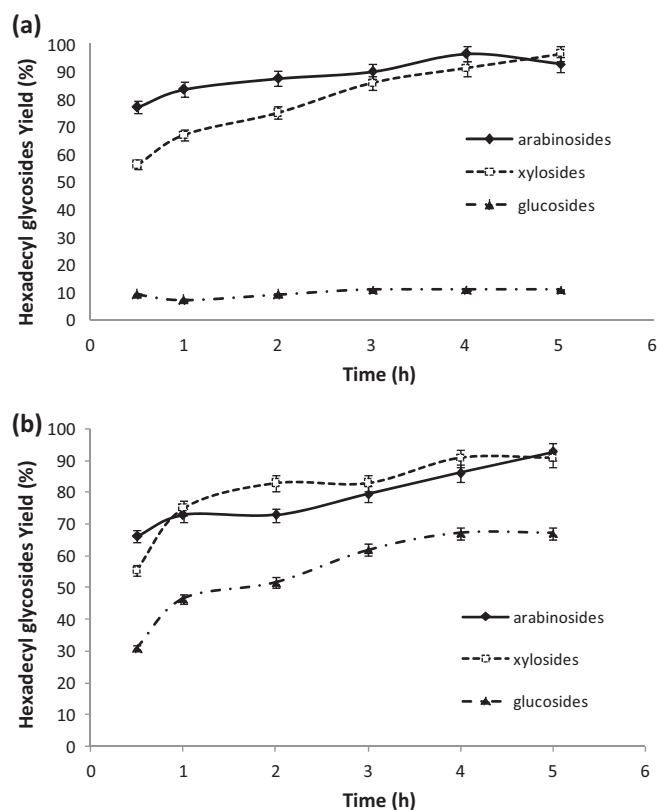 (a)
Hexadecyl glycosides Yield (%)
100
90
80
70
60
50
40
30
20
10
0
arabinosides
xylosides
glucosides
0 1 2 3 4 5 6
Time (h)
(b)
Hexadecyl glycosides Yield (%)
100
90
80
70
60
50
40
30
20
10
0
arabinosides
xylosides
glucosides
0 1 2 3 4 5 6
Time (h)